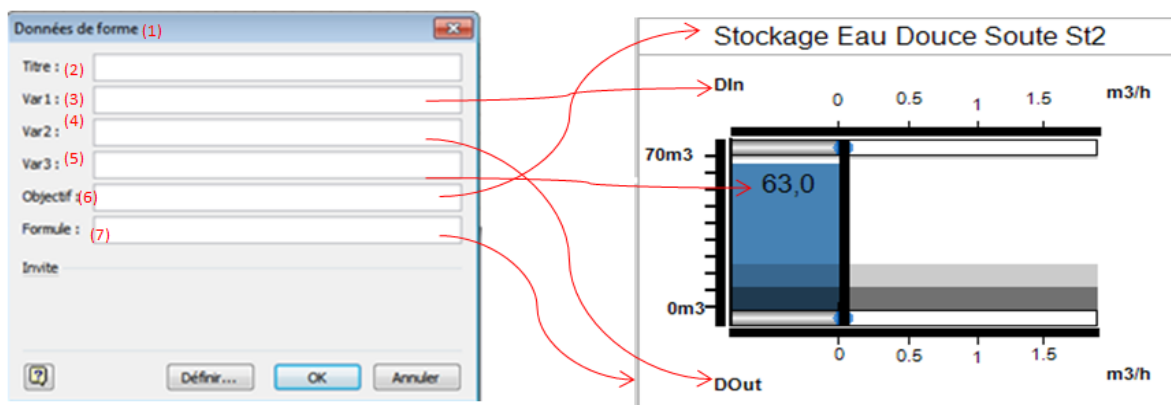 Données de forme (1)
Titre : (2)
Var1 : (3)
Var2 : (4)
Var3 : (5)
Objectif : (6)
Formule : (7)
Invite
Définir...
OK
Annuler
Stockage Eau Douce Soute St2
DIn
0 0.5 1 1.5 m3/h
70m3
63,0
0m3
0 0.5 1 1.5 m3/h
DOut